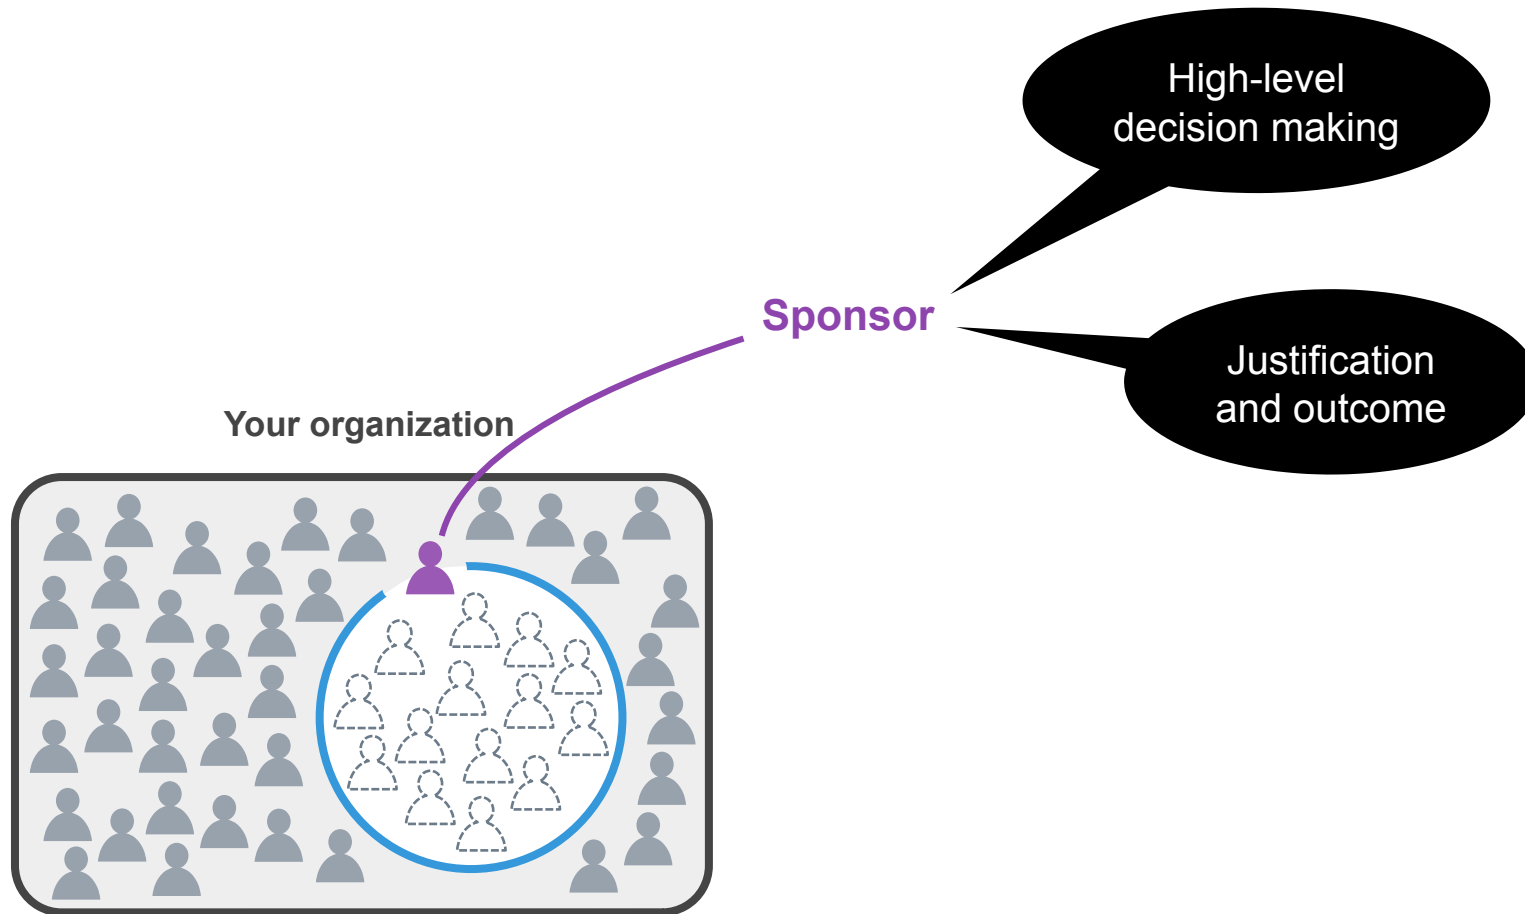 High-level
decision making
Sponsor
Justification
and outcome
Your organization